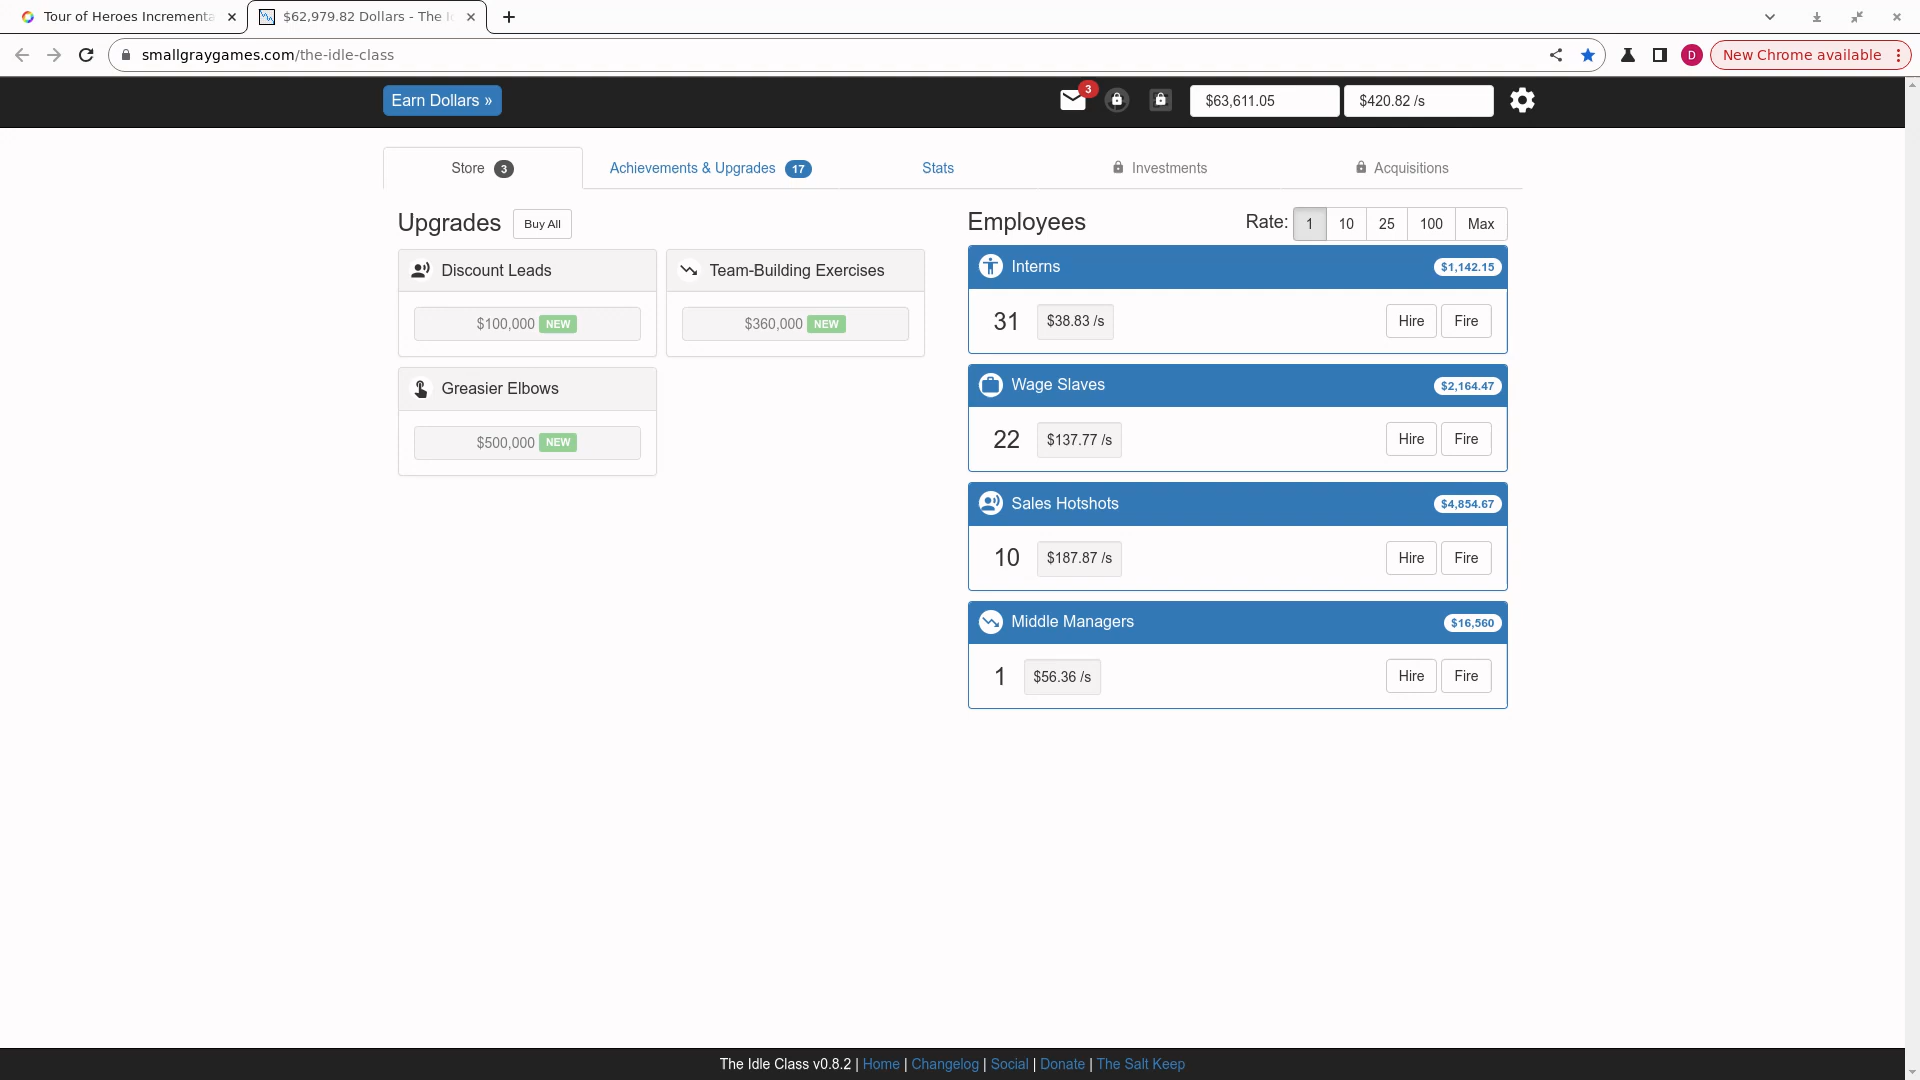 Tour of Heroes Incrementa
$62,979.82 Dollars - The I
smallgraygames.com/the-idle-class
D
New Chrome available
Earn Dollars »
3
$63,611.05
$420.82 /s
Store 3
Achievements & Upgrades 17
Stats
Investments
Acquisitions
Upgrades
Buy All
Discount Leads
$100,000 NEW
Team-Building Exercises
$360,000 NEW
Greasier Elbows
$500,000 NEW
Employees
Rate: 1 10 25 100 Max
Interns
$1,142.15
31 $38.83 /s Hire Fire
Wage Slaves
$2,164.47
22 $137.77 /s Hire Fire
Sales Hotshots
$4,854.67
10 $187.87 /s Hire Fire
Middle Managers
$16,560
1 $56.36 /s Hire Fire
The Idle Class v0.8.2 | Home | Changelog | Social | Donate | The Salt Keep